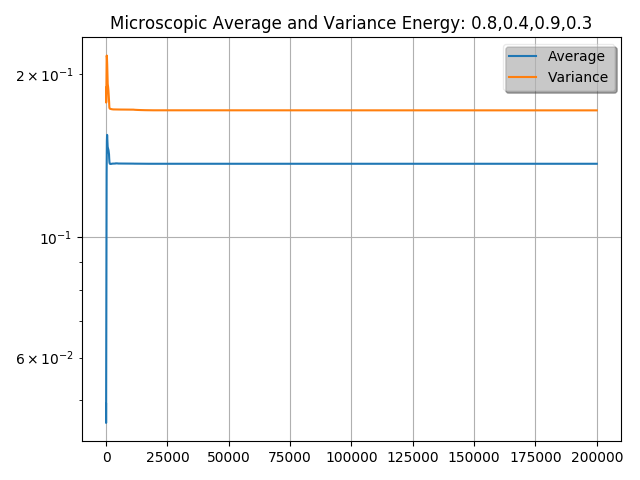 Microscopic Average and Variance Energy: 0.8,0.4,0.9,0.3
Average
Variance
2 × 10⁻¹
10⁻¹
6 × 10⁻²
0 25000 50000 75000 100000 125000 150000 175000 200000